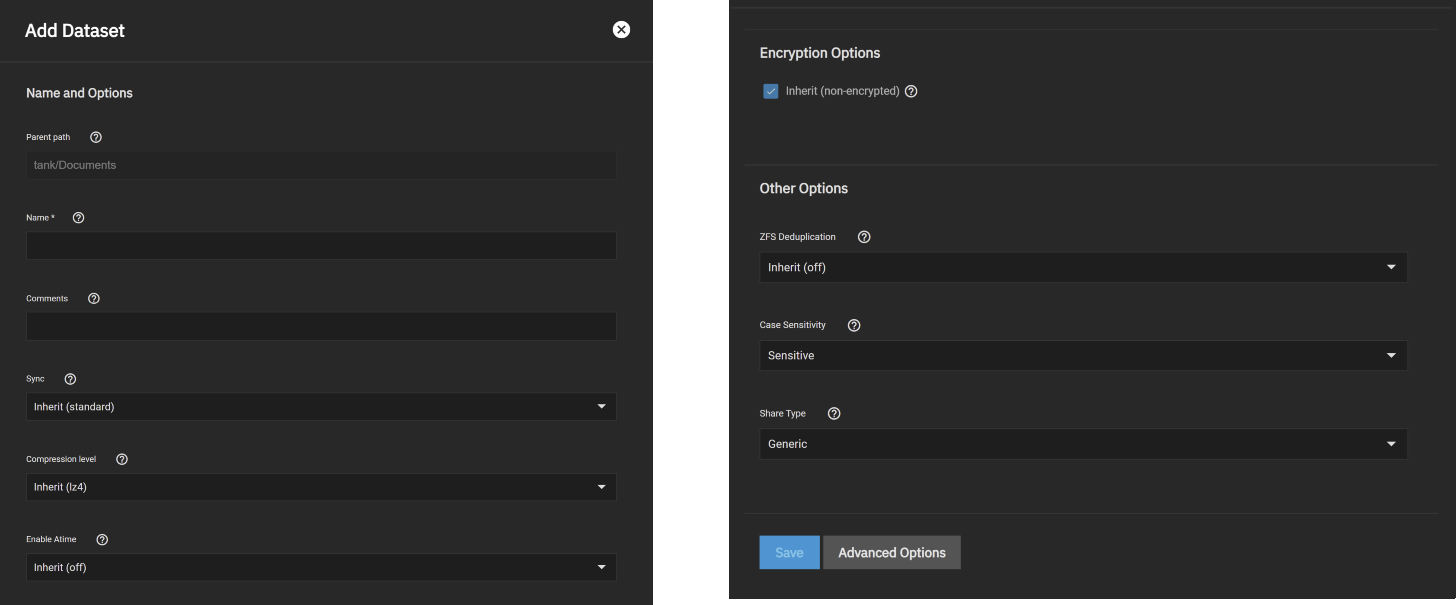 Add Dataset
Name and Options
Parent path
tank/Documents
Name *
Comments
Sync
Inherit (standard)
Compression level
Inherit (lz4)
Enable Atime
Inherit (off)
Encryption Options
Inherit (non-encrypted)
Other Options
ZFS Deduplication
Inherit (off)
Case Sensitivity
Sensitive
Share Type
Generic
Save Advanced Options